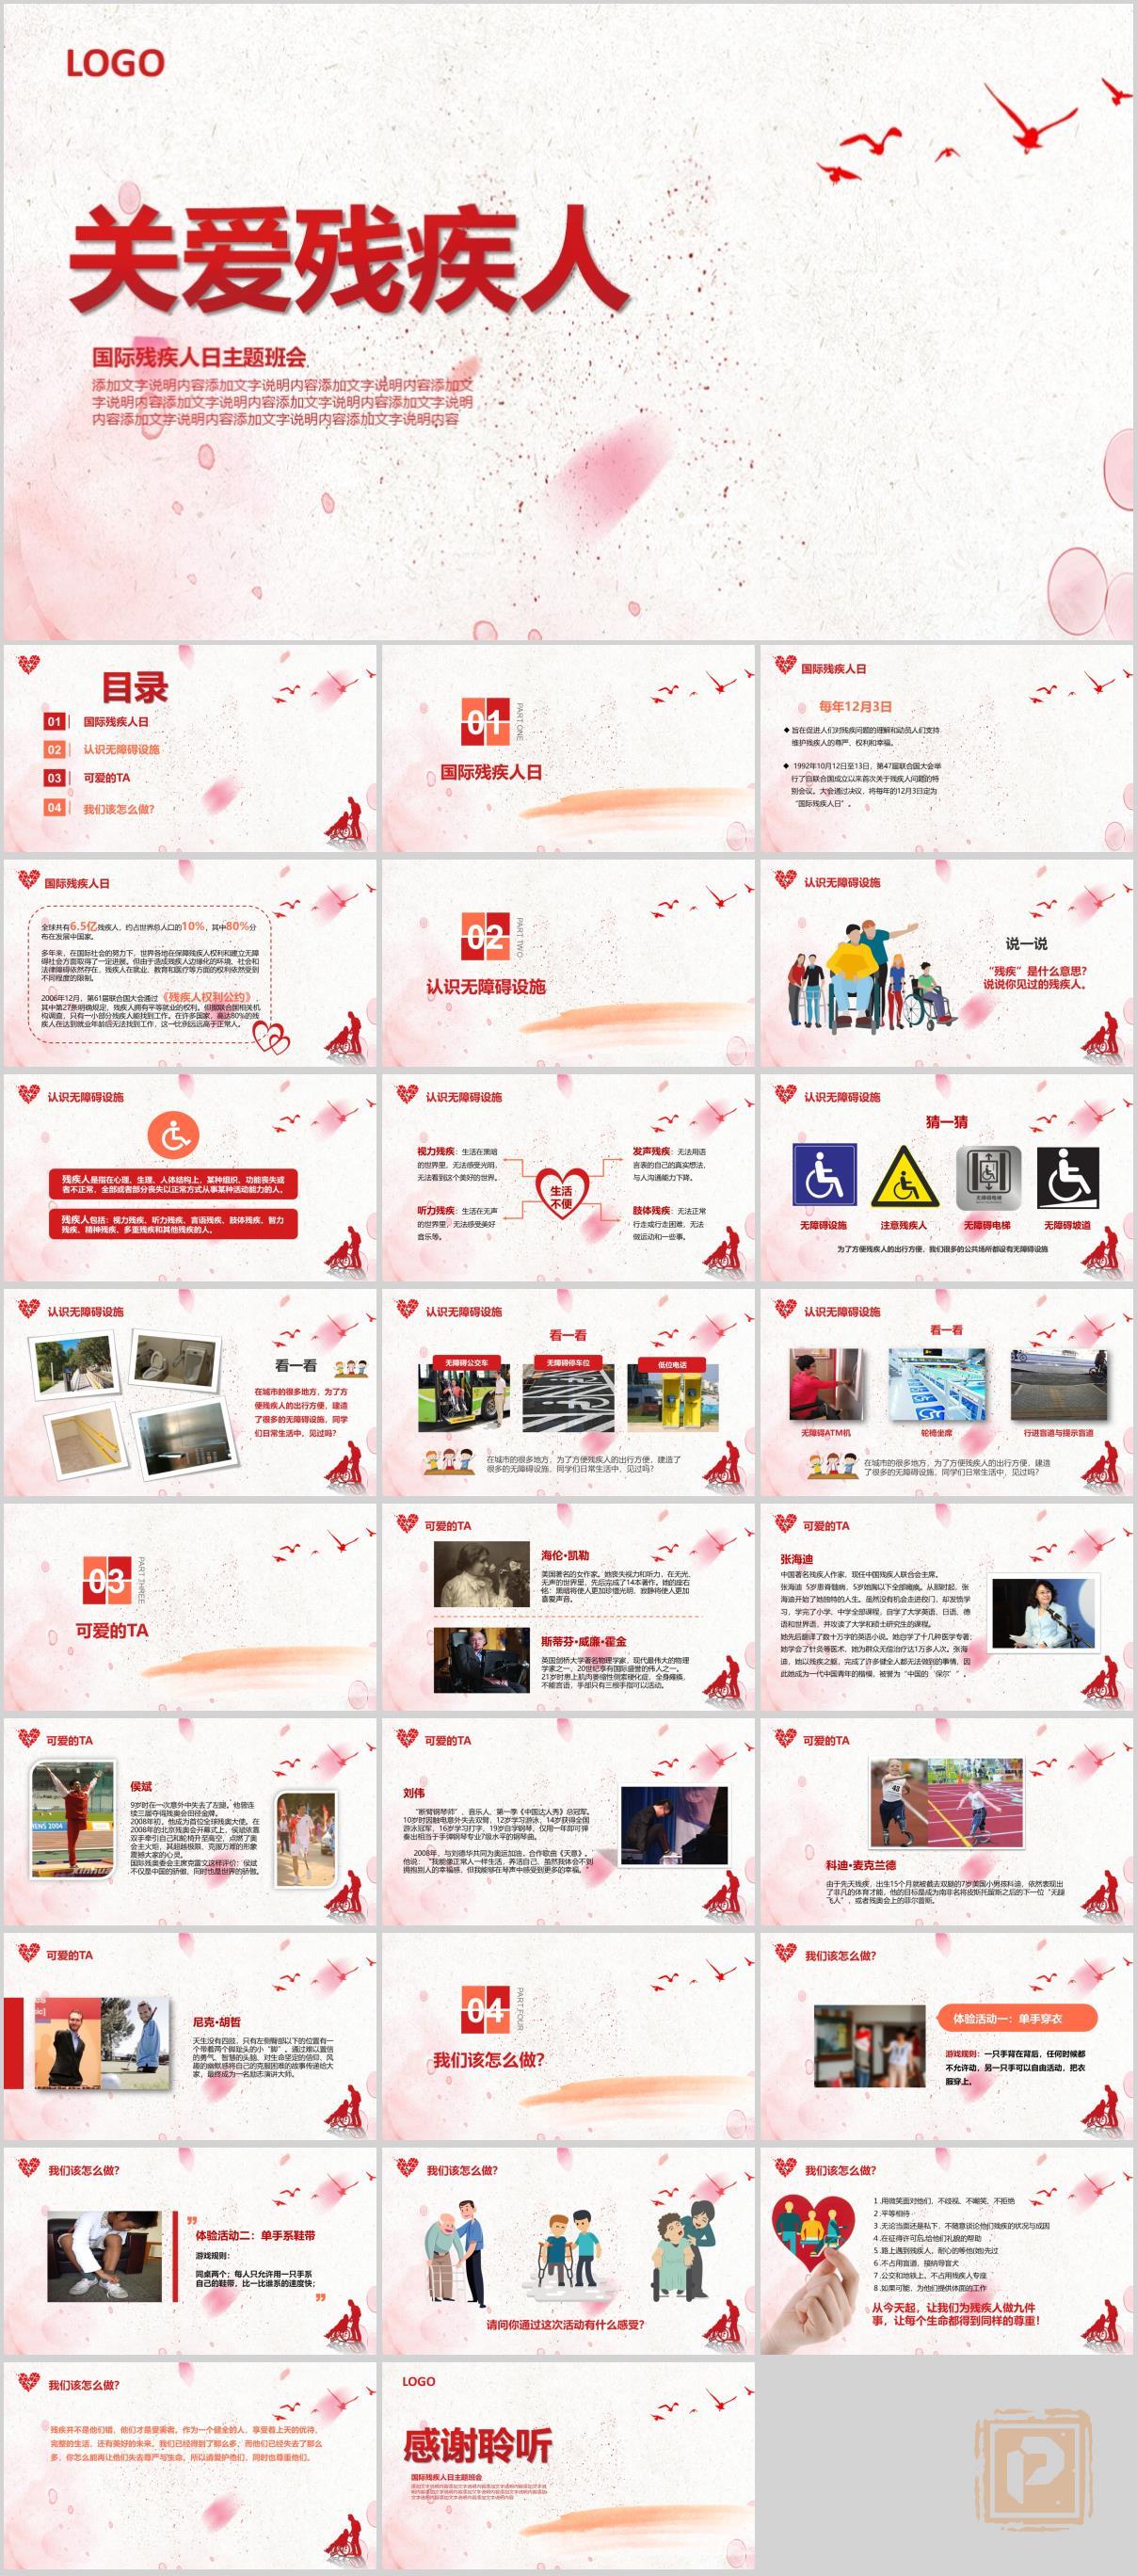 LOGO
关爱残疾人
国际残疾人日主题班会
添加文字说明内容添加文字说明内容添加文字说明内容添加文
字说明内容添加文字说明内容添加文字说明内容添加文字说明
内容添加文字说明内容添加文字说明内容添加文字说明内容
目录
01 国际残疾人日
02 认识无障碍设施
03 可爱的TA
04 我们该怎么做?
01
PART ONE
国际残疾人日
国际残疾人日
每年12月3日
◆ 旨在促进人们对残疾问题的理解和动员人们支持
维护残疾人的尊严、权利和幸福。
◆ 1992年10月12日至13日，第47届联合国大会举
行了自联合国成立以来首次关于残疾人问题的特
别会议。大会通过决议，将每年的12月3日定为
“国际残疾人日”。
国际残疾人日
全球共有6.5亿残疾人，约占世界总人口的10%，其中80%分
布在发展中国家。
多年来，在国际社会的努力下，世界各地在保障残疾人权利和建立无障
碍社会方面取得了一定进展。但由于造成残疾人边缘化的环境、社会和
法律障碍依然存在，残疾人在就业、教育和医疗等方面的权利依然受到
不同程度的限制。
2006年12月，第61届联合国大会通过《残疾人权利公约》，
其中第27条明确规定，残疾人拥有平等就业的权利。但据联合国相关机
构调查，只有一小部分残疾人能找到工作。在许多国家，高达80%的残
疾人在达到就业年龄后无法找到工作，这一比例远远高于正常人。
02
PART TWO
认识无障碍设施
认识无障碍设施
说一说
“残疾”是什么意思?
说说你见过的残疾人。
认识无障碍设施
残疾人是指在心理、生理、人体结构上，某种组织、功能丧失或
者不正常，全部或者部分丧失以正常方式从事某种活动能力的人。
残疾人包括：视力残疾、听力残疾、言语残疾、肢体残疾、智力
残疾、精神残疾、多重残疾和其他残疾的人。
认识无障碍设施
视力残疾：生活在黑暗
的世界里，无法感受光明，
无法看到这个美好的世界。
听力残疾：生活在无声
的世界里，无法感受美好
音乐等。
生活
不便
发声残疾：无法用语
言表的自己的真实想法，
与人沟通能力下降。
肢体残疾：无法正常
行走或行走困难，无法
做运动和一些事。
认识无障碍设施
猜一猜
无障碍电梯
无障碍设施 注意残疾人 无障碍电梯 无障碍坡道
为了方便残疾人的出行方便，我们很多的公共场所都设有无障碍设施
认识无障碍设施
看一看
在城市的很多地方，为了方
便残疾人的出行方便，建造
了很多的无障碍设施，同学
们日常生活中，见过吗?
认识无障碍设施
看一看
无障碍公交车 无障碍停车位 低位电话
在城市的很多地方，为了方便残疾人的出行方便，建造了
很多的无障碍设施，同学们日常生活中，见过吗?
认识无障碍设施
看一看
无障碍ATM机 轮椅坐席 行进盲道与提示盲道
在城市的很多地方，为了方便残疾人的出行方便，建造
了很多的无障碍设施，同学们日常生活中，见过吗?
03
PART THREE
可爱的TA
可爱的TA
海伦•凯勒
美国著名的女作家。她丧失视力和听力，在无光、
无声的世界里，先后完成了14本著作。她的座右
铭：黑暗将使人更加珍惜光明，寂静将使人更加
喜爱声音。
斯蒂芬•威廉•霍金
英国剑桥大学著名物理学家，现代最伟大的物理
学家之一，20世纪享有国际盛誉的伟人之一。
21岁时患上肌肉萎缩性侧索硬化症，全身瘫痪，
不能言语，手部只有三根手指可以活动。
可爱的TA
张海迪
中国著名残疾人作家，现任中国残疾人联合会主席。
张海迪 5岁患脊髓病，5岁她胸以下全部瘫痪。从那时起，张
海迪开始了她独特的人生。虽然没有机会走进校门，却发愤学
习，学完了小学、中学全部课程，自学了大学英语、日语、德
语和世界语，并攻读了大学和硕士研究生的课程。
她先后翻译了数十万字的英语小说。她自学了十几种医学专著；
她学会了针灸等医术，她为群众无偿治疗达1万多人次。张海
迪，她以残疾之躯，完成了许多健全人都无法做到的事情，因
此她成为一代中国青年的楷模，被誉为“中国的‘保尔’”。
可爱的TA
侯斌
9岁时在一次意外中失去了左腿。他曾连
续三届夺得残奥会田径金牌。
2008年初，他成为首位全球残奥大使。在
2008年的北京残奥会开幕式上，侯斌依靠
双手牵引自己和轮椅升至高空，点燃了奥
会主火炬，其超越极限、克服万难的形象
震撼大家的心灵。
国际残奥委会主席克雷文这样评价：侯斌
不仅是中国的骄傲，同时也是世界的骄傲。
可爱的TA
刘伟
“断臂钢琴师”，音乐人，第一季《中国达人秀》总冠军。
10岁时因触电意外失去双臂，12岁学习游泳，14岁获得全国
游泳冠军，16岁学习打字，19岁自学钢琴，仅用一年即可弹
奏出相当于手弹钢琴专业7级水平的钢琴曲。
2008年，与刘德华共同为奥运加油，合作歌曲《天意》。
他说：“我能像正常人一样生活，养活自己，虽然我体会不到
拥抱别人的幸福感，但我能够在琴声中感受到更多的幸福。”
可爱的TA
科迪•麦克兰德
由于先天残疾，出生15个月就被截去双腿的7岁美国小男孩科迪，依然表现出
了非凡的体育才能，他的目标是成为南非名将皮斯托留斯之后的下一位“无腿
飞人”，或者残奥会上的菲尔普斯。
可爱的TA
尼克•胡哲
天生没有四肢，只有左侧臀部以下的位置有一
个带着两个脚趾头的小“脚”。通过难以置信
的勇气、智慧的头脑、对生命坚定的信仰、风
趣的幽默感将自己的克服困难的故事传递给大
家，最终成为一名励志演讲大师。
04
PART FOUR
我们该怎么做?
我们该怎么做?
体验活动一：单手穿衣
游戏规则：一只手背在背后，任何时候都
不允许动，另一只手可以自由活动，把衣
服穿上。
我们该怎么做?
体验活动二：单手系鞋带
游戏规则：
同桌两个；每人只允许用一只手系
自己的鞋带，比一比谁系的速度快；
我们该怎么做?
请问你通过这次活动有什么感受?
我们该怎么做?
1.用微笑面对他们，不歧视、不嘲笑、不拒绝
2.平等相待
3.无论当面还是私下，不随意谈论他们残疾的状况与成因
4.在征得许可后,给他们礼貌的帮助
5.路上遇到残疾人，耐心的等他(她)先过
6.不占用盲道，接纳导盲犬
7.公交和地铁上，不占用残疾人专座
8.如果可能，为他们提供体面的工作
从今天起，让我们为残疾人做九件
事，让每个生命都得到同样的尊重!
我们该怎么做?
残疾并不是他们错，他们才是受害者。作为一个健全的人，享受着上天的优待，
完整的生活，还有美好的未来。我们已经得到了那么多，而他们已经失去了那么
多，你怎么能再让他们失去尊严与生命。所以请爱护他们，同时也尊重他们。
LOGO
感谢聆听
国际残疾人日主题班会